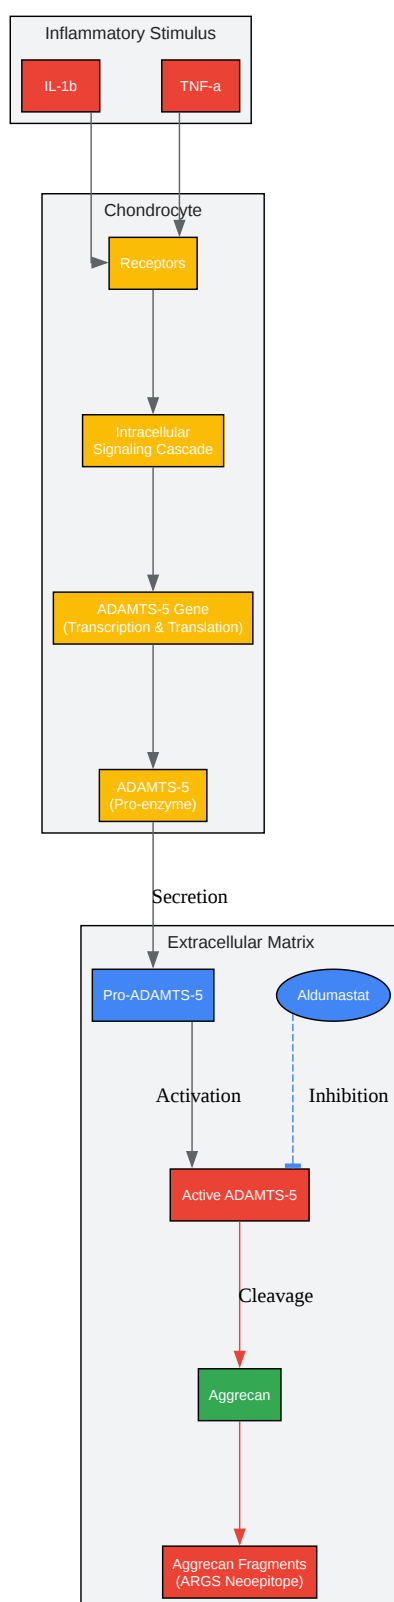 Inflammatory Stimulus
IL-1b
TNF-a
Chondrocyte
Receptors
Intracellular
Signaling Cascade
ADAMTS-5 Gene
(Transcription & Translation)
ADAMTS-5
(Pro-enzyme)
Secretion
Extracellular Matrix
Pro-ADAMTS-5
Aldumastat
Activation
Inhibition
Active ADAMTS-5
Cleavage
Aggrecan
Aggrecan Fragments
(ARGS Neoepitope)